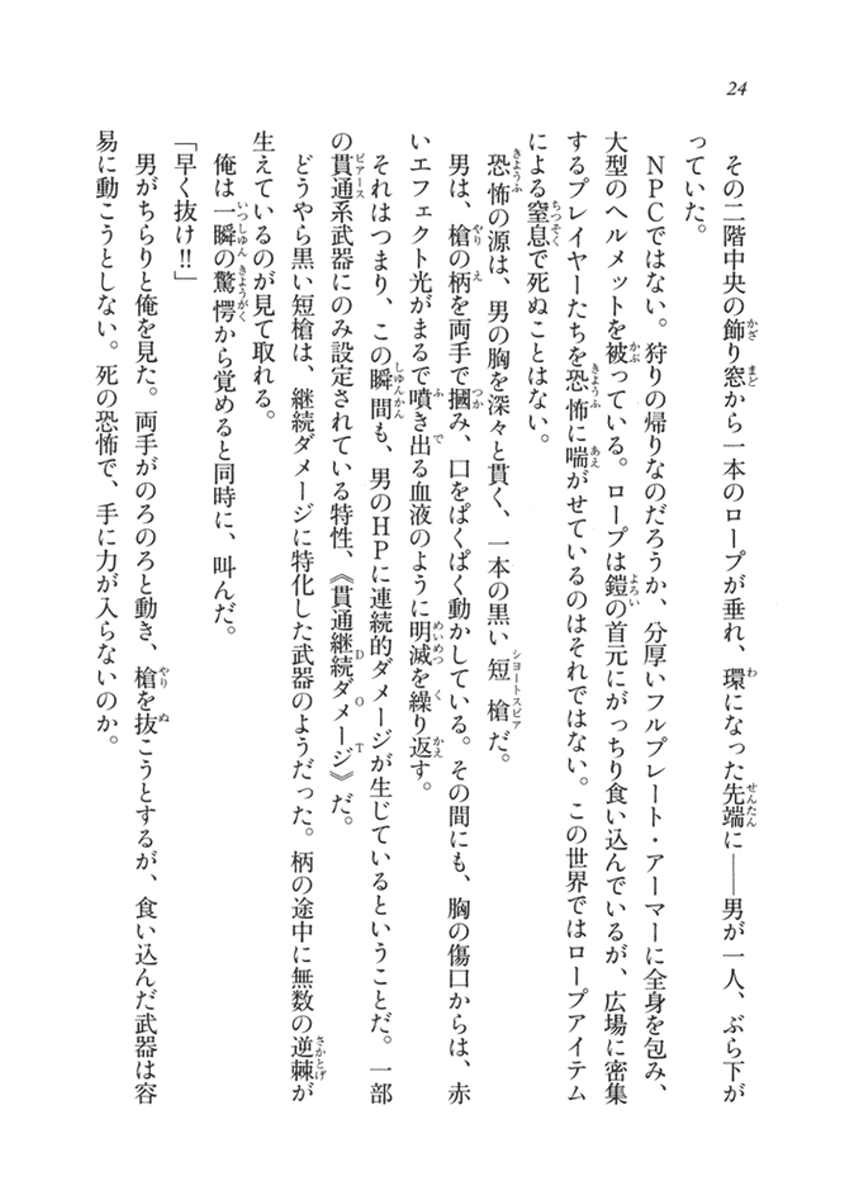 24
その二階中央の飾り窓から一本のロープが垂れ、環になった先端に――男が一人、ぶら下が
っていた。
NPCではない。狩りの帰りなのだろうか、分厚いフルプレート・アーマーに全身を包み、
大型のヘルメットを被っている。ロープは鎧の首元にがっちり食い込んでいるが、広場に密集
するプレイヤーたちを恐怖に喘がせているのはそれではない。この世界ではロープアイテム
による窒息で死ぬことはない。
恐怖の源は、男の胸を深々と貫く、一本の黒い短槍だ。
男は、槍の柄を両手で摑み、口をぱくぱく動かしている。その間にも、胸の傷口からは、赤
いエフェクト光がまるで噴き出る血液のように明滅を繰り返す。
それはつまり、この瞬間も、男のHPに連続的ダメージが生じているということだ。一部
の貫通系武器にのみ設定されている特性、《貫通継続ダメージ》だ。
どうやら黒い短槍は、継続ダメージに特化した武器のようだった。柄の途中に無数の逆棘が
生えているのが見て取れる。
俺は一瞬の驚愕から覚めると同時に、叫んだ。
「早く抜け!!」
男がちらりと俺を見た。両手がのろのろと動き、槍を抜こうとするが、食い込んだ武器は容
易に動こうとしない。死の恐怖で、手に力が入らないのか。